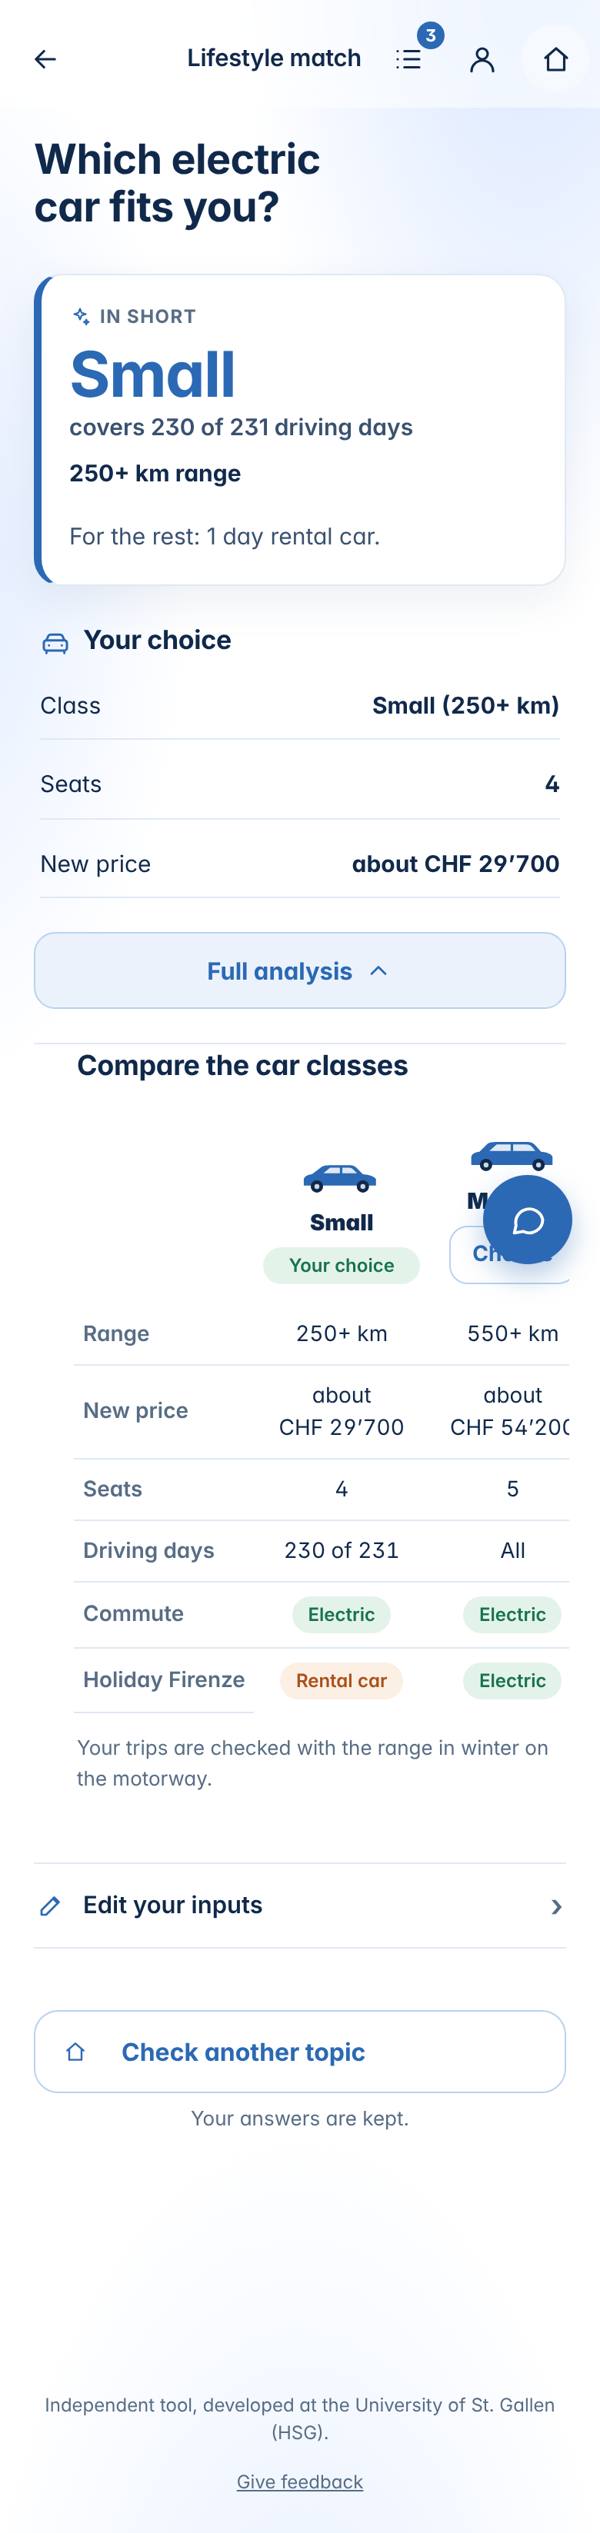 Lifestyle match
3
Which electric
car fits you?
IN SHORT
Small
covers 230 of 231 driving days
250+ km range
For the rest: 1 day rental car.
Your choice
Class Small (250+ km)
Seats 4
New price about CHF 29’700
Full analysis
Compare the car classes
Small
Your choice
Range 250+ km 550+ km
New price about CHF 29’700 about CHF 54’200
Seats 4 5
Driving days 230 of 231 All
Commute Electric Electric
Holiday Firenze Rental car Electric
Your trips are checked with the range in winter on
the motorway.
Edit your inputs
Check another topic
Your answers are kept.
Independent tool, developed at the University of St. Gallen
(HSG).
Give feedback